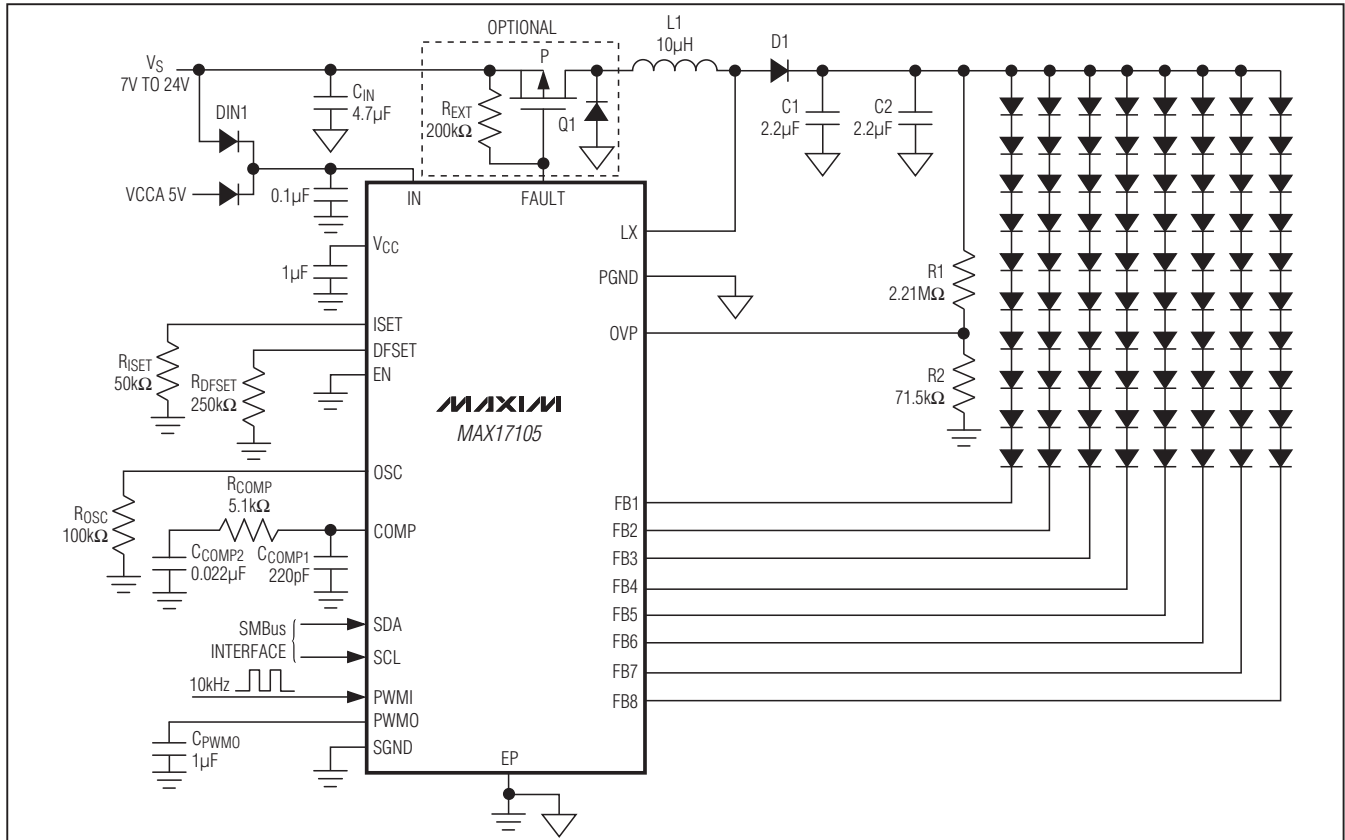 OPTIONAL
L1
10µH
D1
P
VS
7V TO 24V
CIN
4.7µF
REXT
200kΩ
Q1
C1
2.2µF
C2
2.2µF
DIN1
VCCA 5V
0.1µF
IN
FAULT
VCC
1µF
LX
PGND
R1
2.21MΩ
OVP
R2
71.5kΩ
ISET
DFSET
EN
RISET
50kΩ
RDFSET
250kΩ
MAXIM
MAX17105
OSC
ROSC
100kΩ
RCOMP
5.1kΩ
COMP
CCOMP2
0.022µF
CCOMP1
220pF
FB1
FB2
FB3
FB4
FB5
FB6
FB7
FB8
SMBus
INTERFACE
SDA
SCL
10kHz
PWMI
PWMO
CPWMO
1µF
SGND
EP